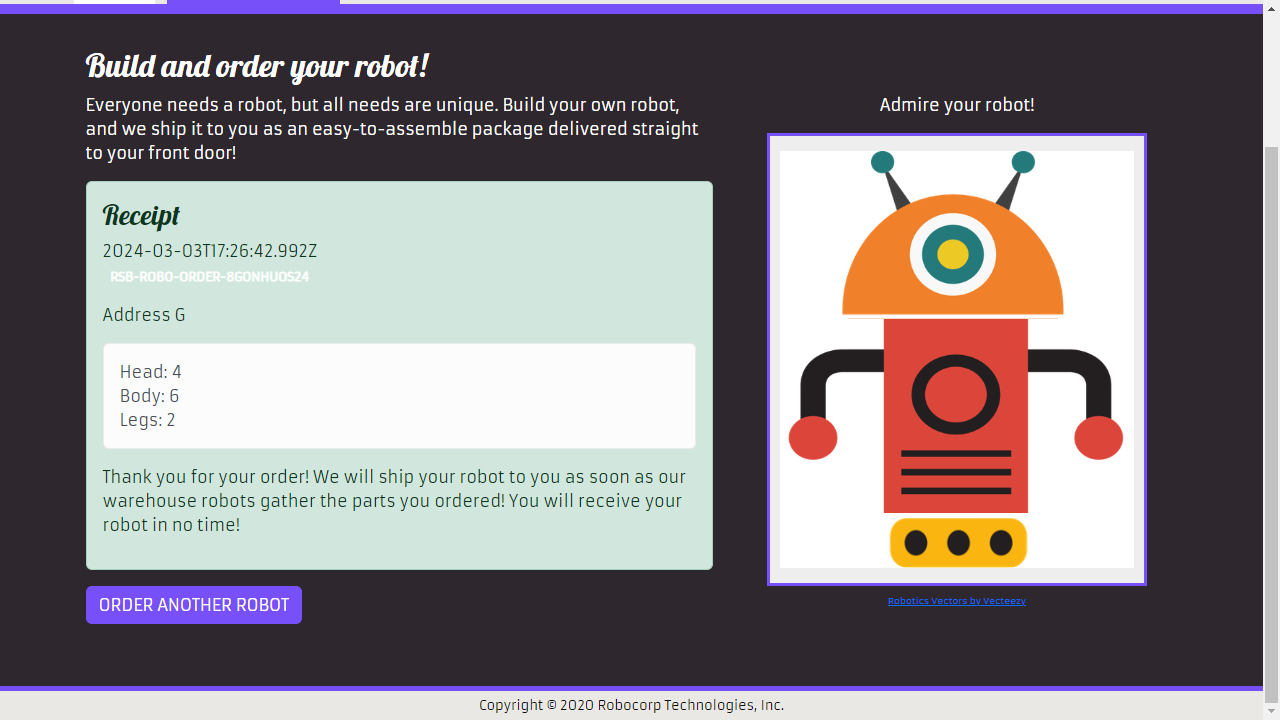 Build and order your robot!
Everyone needs a robot, but all needs are unique. Build your own robot,
and we ship it to you as an easy-to-assemble package delivered straight
to your front door!
Admire your robot!
Receipt
2024-03-03T17:26:42.992Z
RSB-ROBO-ORDER-8GONHUOS24
Address G
Head: 4
Body: 6
Legs: 2
Thank you for your order! We will ship your robot to you as soon as our
warehouse robots gather the parts you ordered! You will receive your
robot in no time!
ORDER ANOTHER ROBOT
Robotics Vectors by Vecteezy
Copyright © 2020 Robocorp Technologies, Inc.